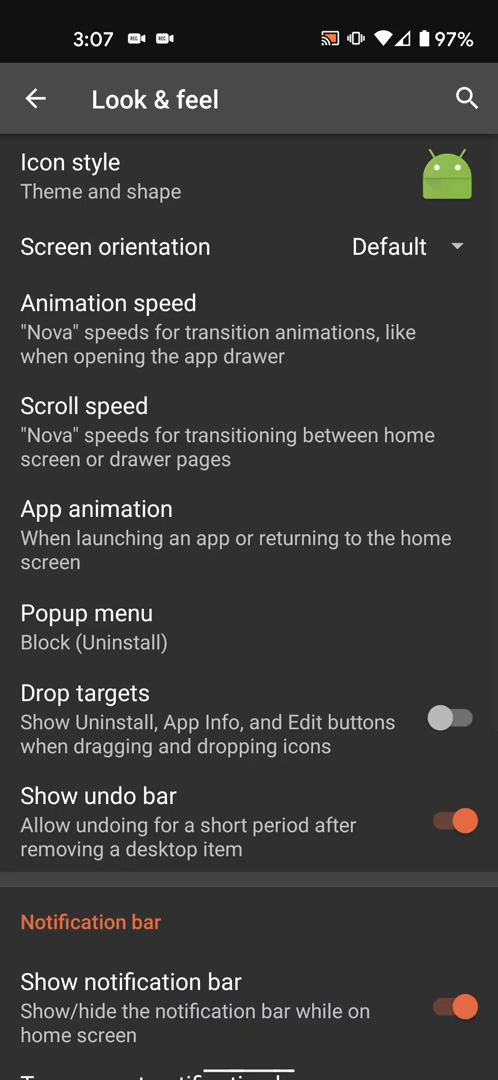 3:07
REC
REC
97%
Look & feel
Icon style
Theme and shape
Screen orientation
Default
Animation speed
"Nova" speeds for transition animations, like
when opening the app drawer
Scroll speed
"Nova" speeds for transitioning between home
screen or drawer pages
App animation
When launching an app or returning to the home
screen
Popup menu
Block (Uninstall)
Drop targets
Show Uninstall, App Info, and Edit buttons
when dragging and dropping icons
Show undo bar
Allow undoing for a short period after
removing a desktop item
Notification bar
Show notification bar
Show/hide the notification bar while on
home screen